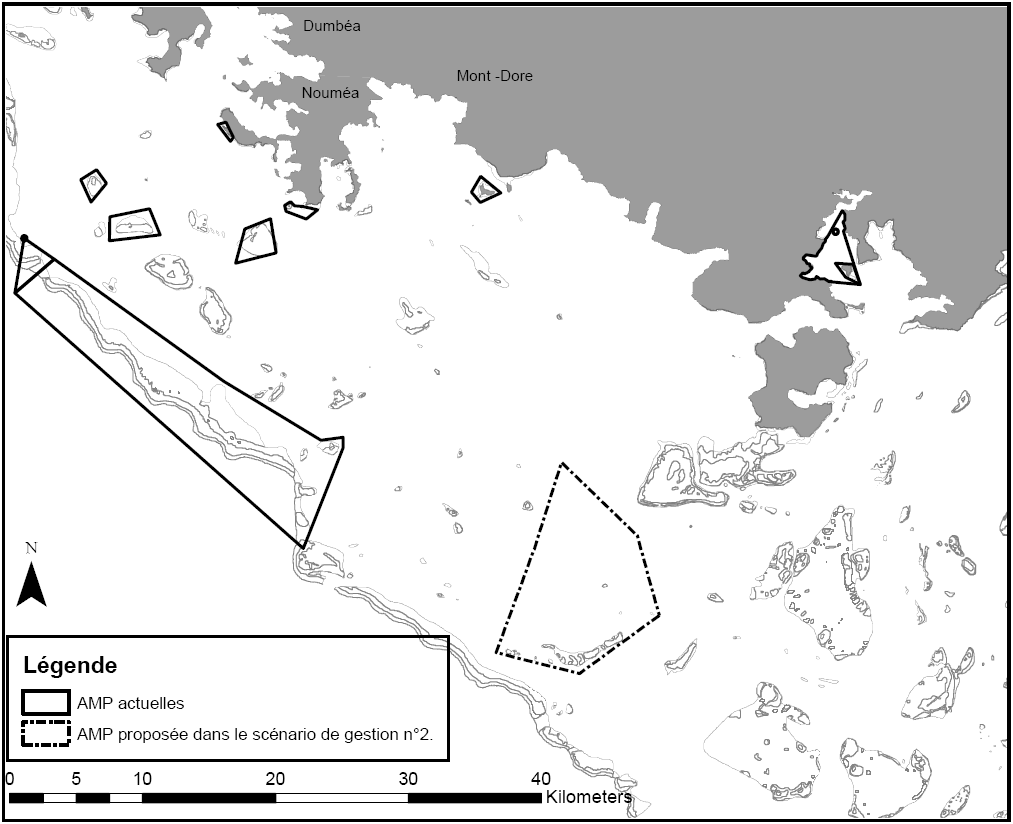 Dumbéa
Mont -Dore
Nouméa
N
Légende
AMP actuelles
AMP proposée dans le scénario de gestion n°2.
0 5 10 20 30 40
Kilometers